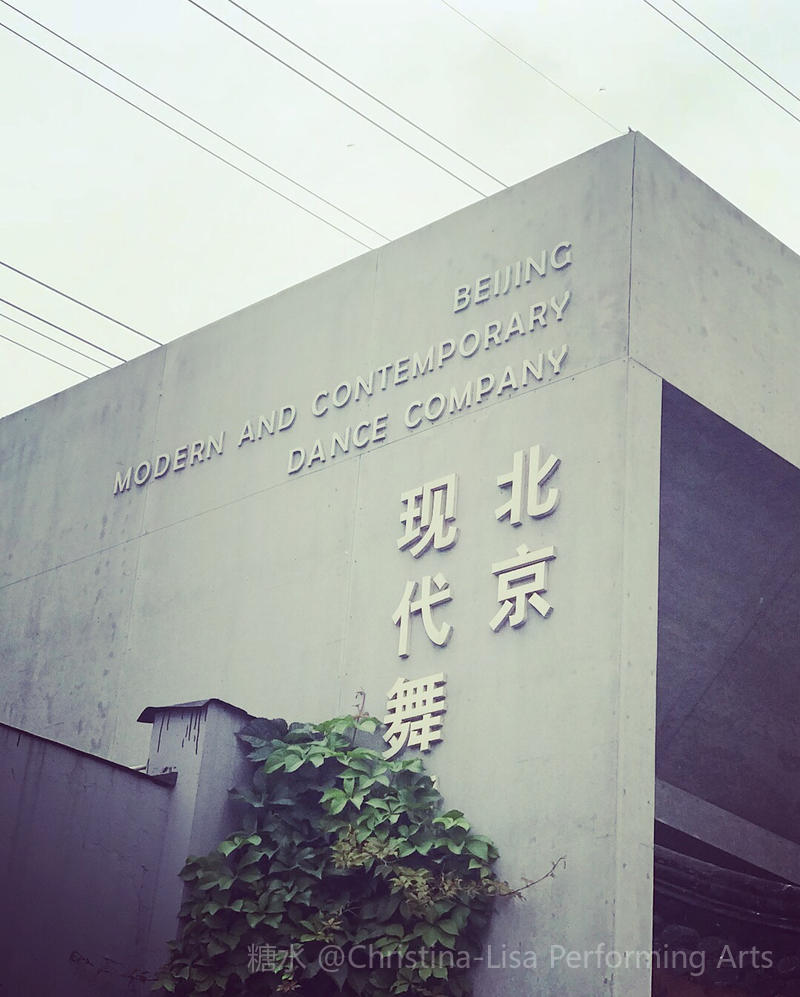 BEIJING
MODERN AND CONTEMPORARY
DANCE COMPANY
北京
现代舞
糖水 @Christina-Lisa Performing Arts